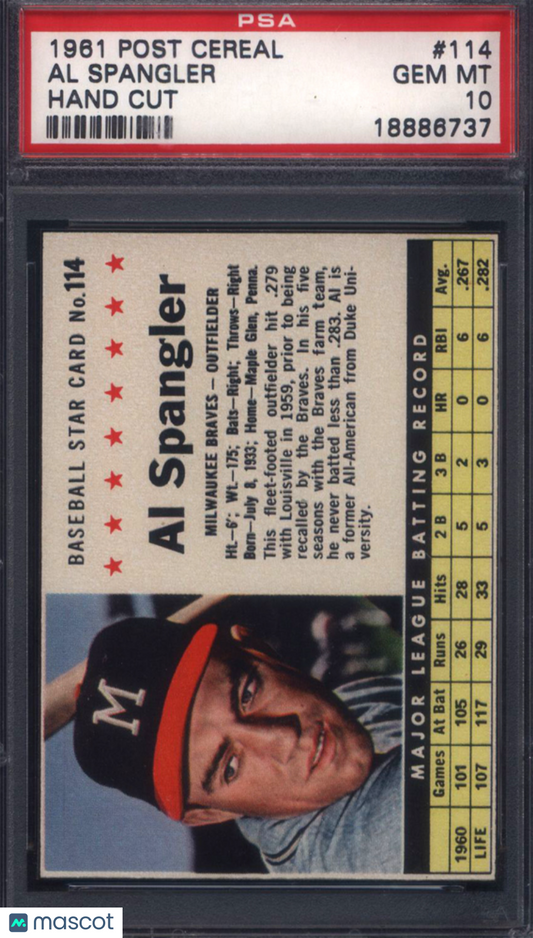 PSA
1961 POST CEREAL #114
AL SPANGLER GEM MT
HAND CUT 10
18886737
BASEBALL STAR CARD No. 114
Al Spangler
MILWAUKEE BRAVES – OUTFIELDER
Ht.–6'; Wt.–175; Bats–Right; Throws–Right
Born–July 8, 1933; Home–Maple Glen, Penna.
This fleet-footed outfielder hit .279
with Louisville in 1959, prior to being
recalled by the Braves. In his five
seasons with the Braves farm team,
he never batted less than .283. Al is
a former All-American from Duke Uni-
versity.
M
MAJOR LEAGUE BATTING RECORD
Games At Bat Runs Hits 2 B 3 B HR RBI Avg.
1960 101 105 26 28 5 2 0 6 .267
LIFE 107 117 29 33 5 3 0 6 .282
mascot